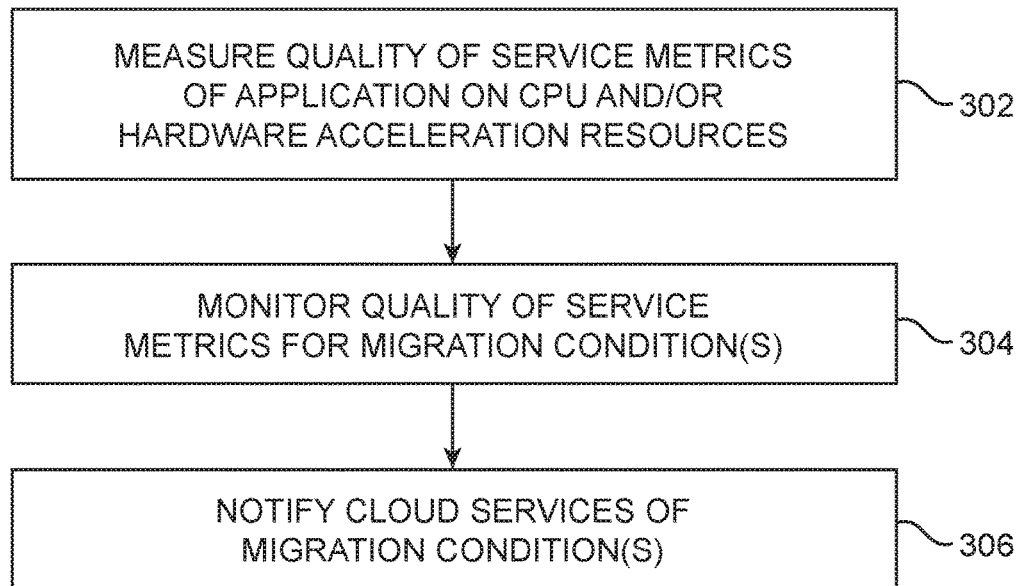 MEASURE QUALITY OF SERVICE METRICS
OF APPLICATION ON CPU AND/OR
HARDWARE ACCELERATION RESOURCES
302
MONITOR QUALITY OF SERVICE
METRICS FOR MIGRATION CONDITION(S)
304
NOTIFY CLOUD SERVICES OF
MIGRATION CONDITION(S)
306